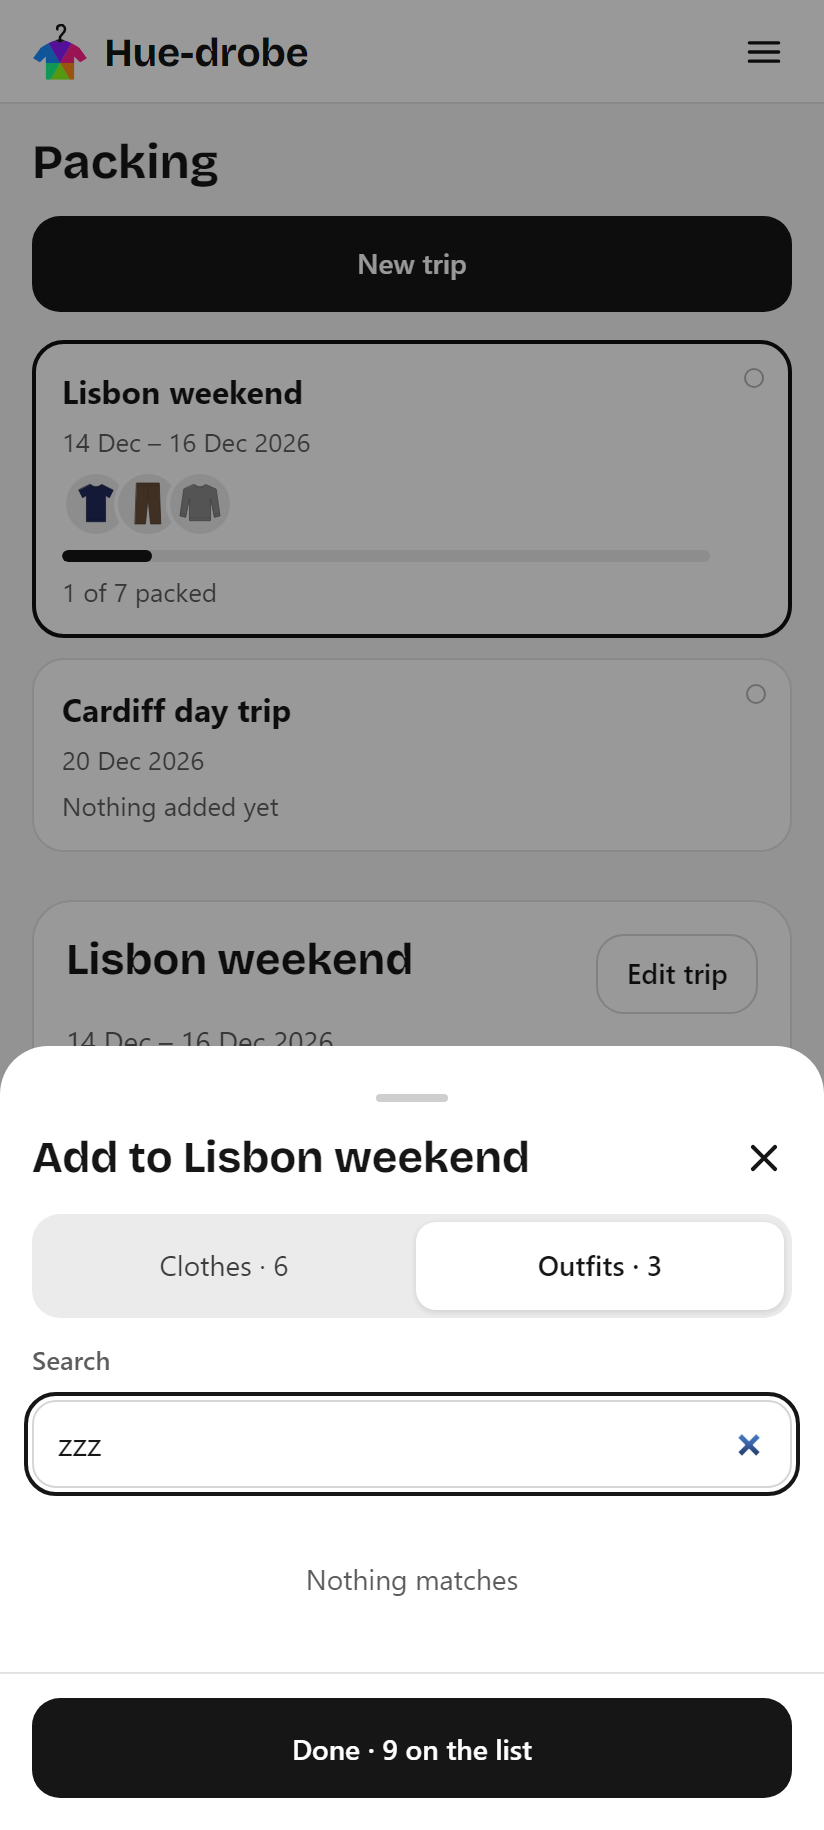 Hue-drobe
Packing
New trip
Lisbon weekend
14 Dec – 16 Dec 2026
1 of 7 packed
Cardiff day trip
20 Dec 2026
Nothing added yet
Lisbon weekend
Edit trip
14 Dec – 16 Dec 2026
Add to Lisbon weekend
Clothes · 6
Outfits · 3
Search
zzz
Nothing matches
Done · 9 on the list